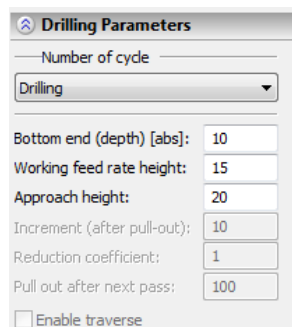 Drilling Parameters
Number of cycle
Drilling
Bottom end (depth) [abs]: 10
Working feed rate height: 15
Approach height: 20
Increment (after pull-out): 10
Reduction coefficient: 1
Pull out after next pass: 100
Enable traverse